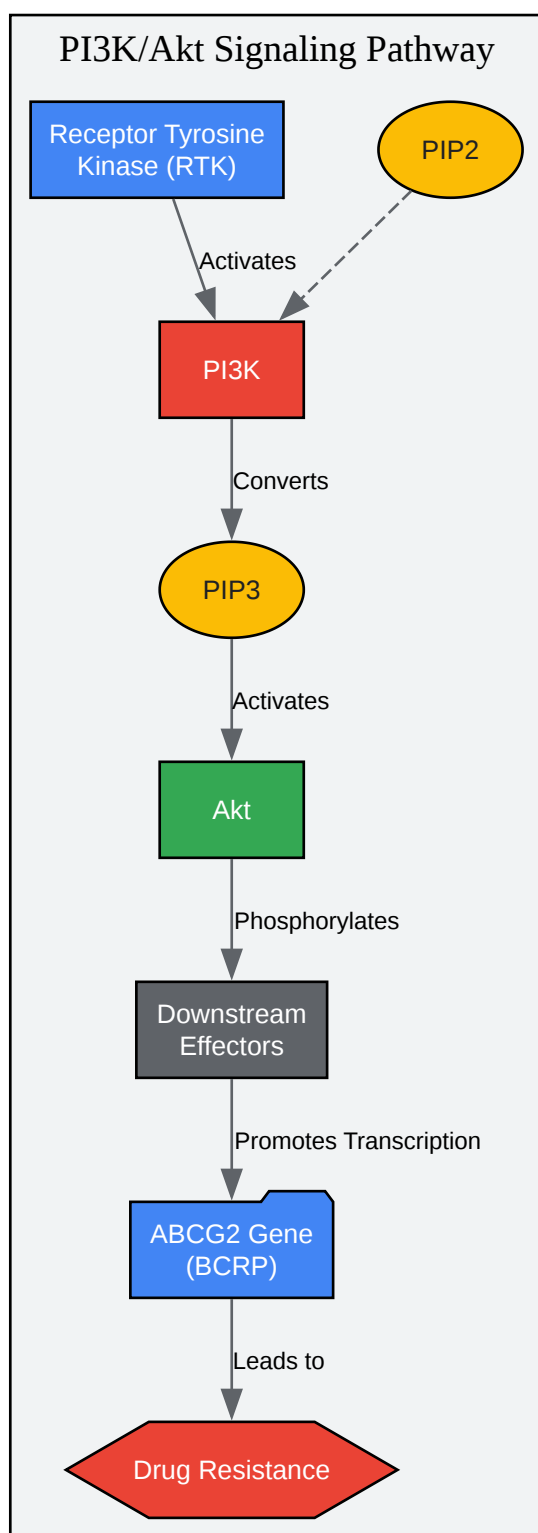 PI3K/Akt Signaling Pathway
Receptor Tyrosine
Kinase (RTK)
PIP2
Activates
PI3K
Converts
PIP3
Activates
Akt
Phosphorylates
Downstream
Effectors
Promotes Transcription
ABCG2 Gene
(BCRP)
Leads to
Drug Resistance